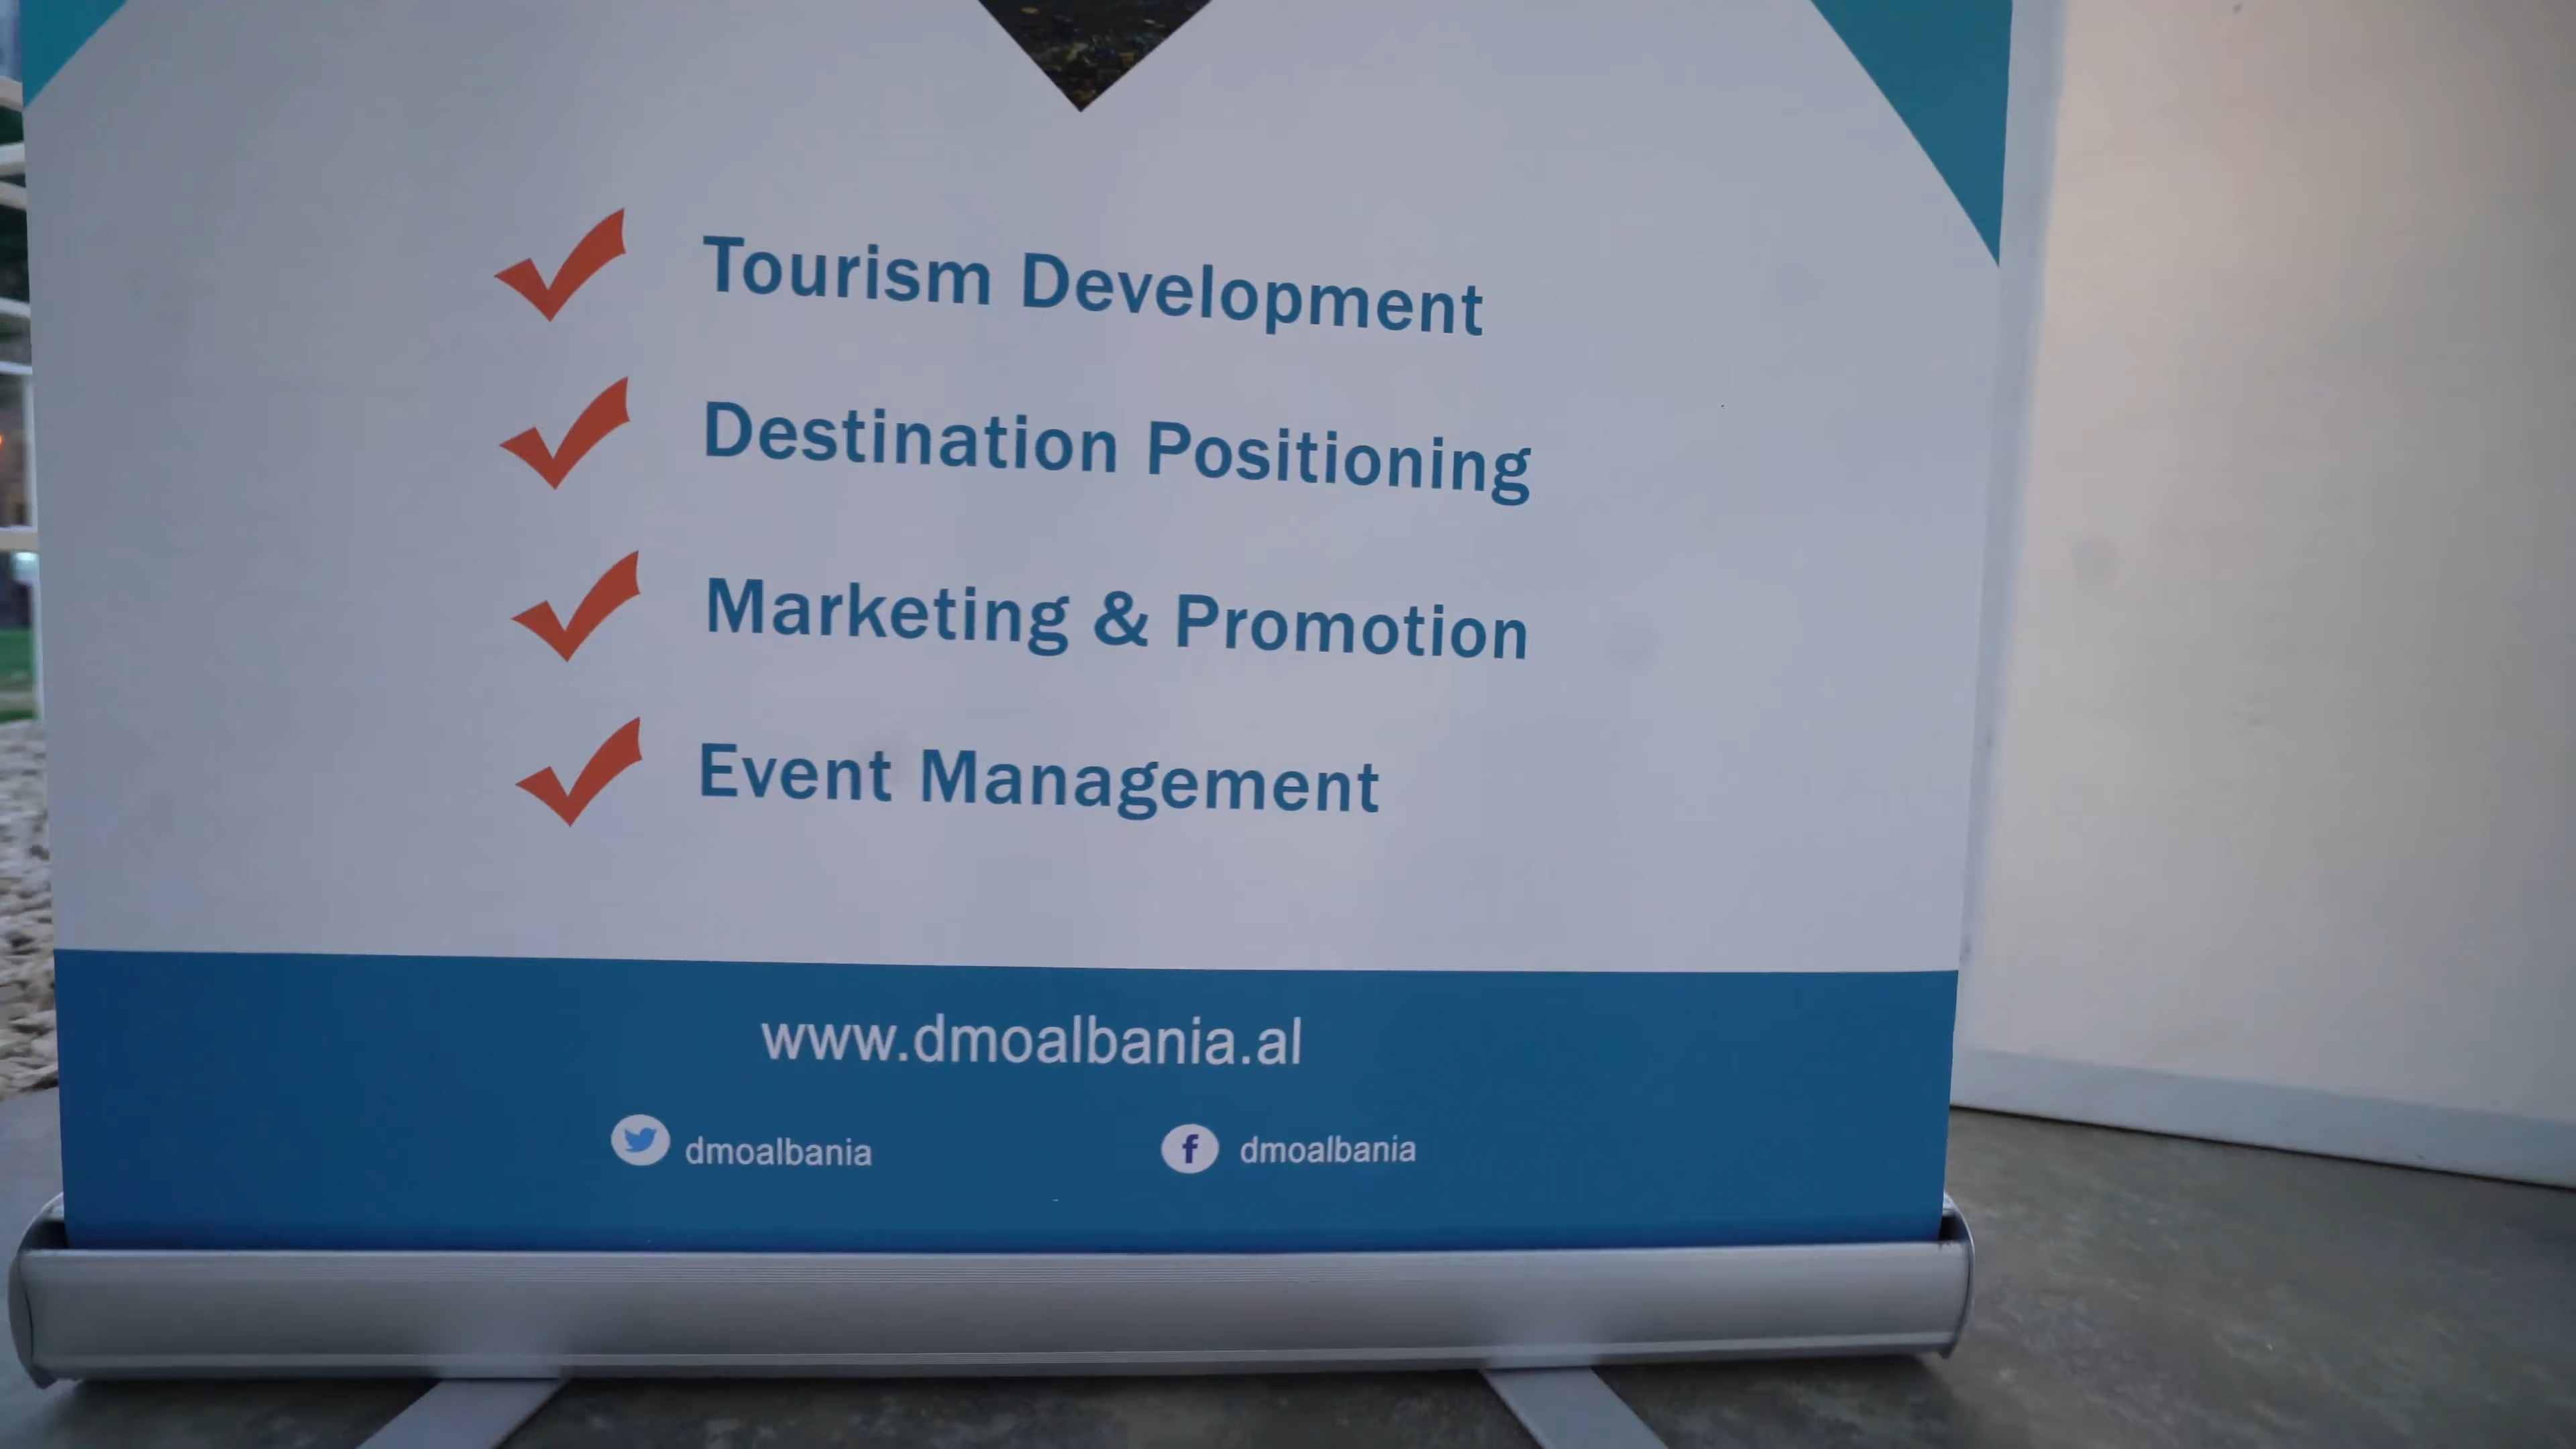 Tourism Development
Destination Positioning
Marketing & Promotion
Event Management
www.dmoalbania.al
dmoalbania
dmoalbania